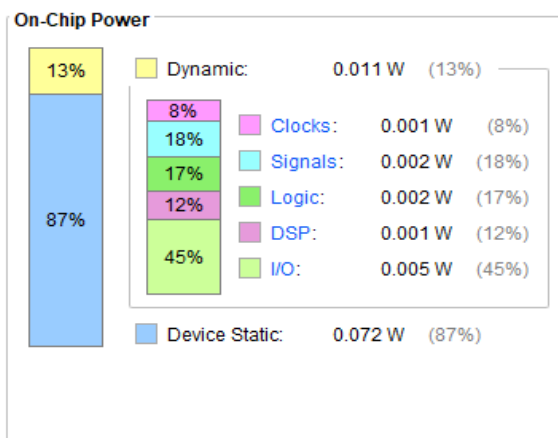 On-Chip Power
13%
87%
Dynamic: 0.011 W (13%)
8%
18%
17%
12%
45%
Clocks: 0.001 W (8%)
Signals: 0.002 W (18%)
Logic: 0.002 W (17%)
DSP: 0.001 W (12%)
I/O: 0.005 W (45%)
Device Static: 0.072 W (87%)